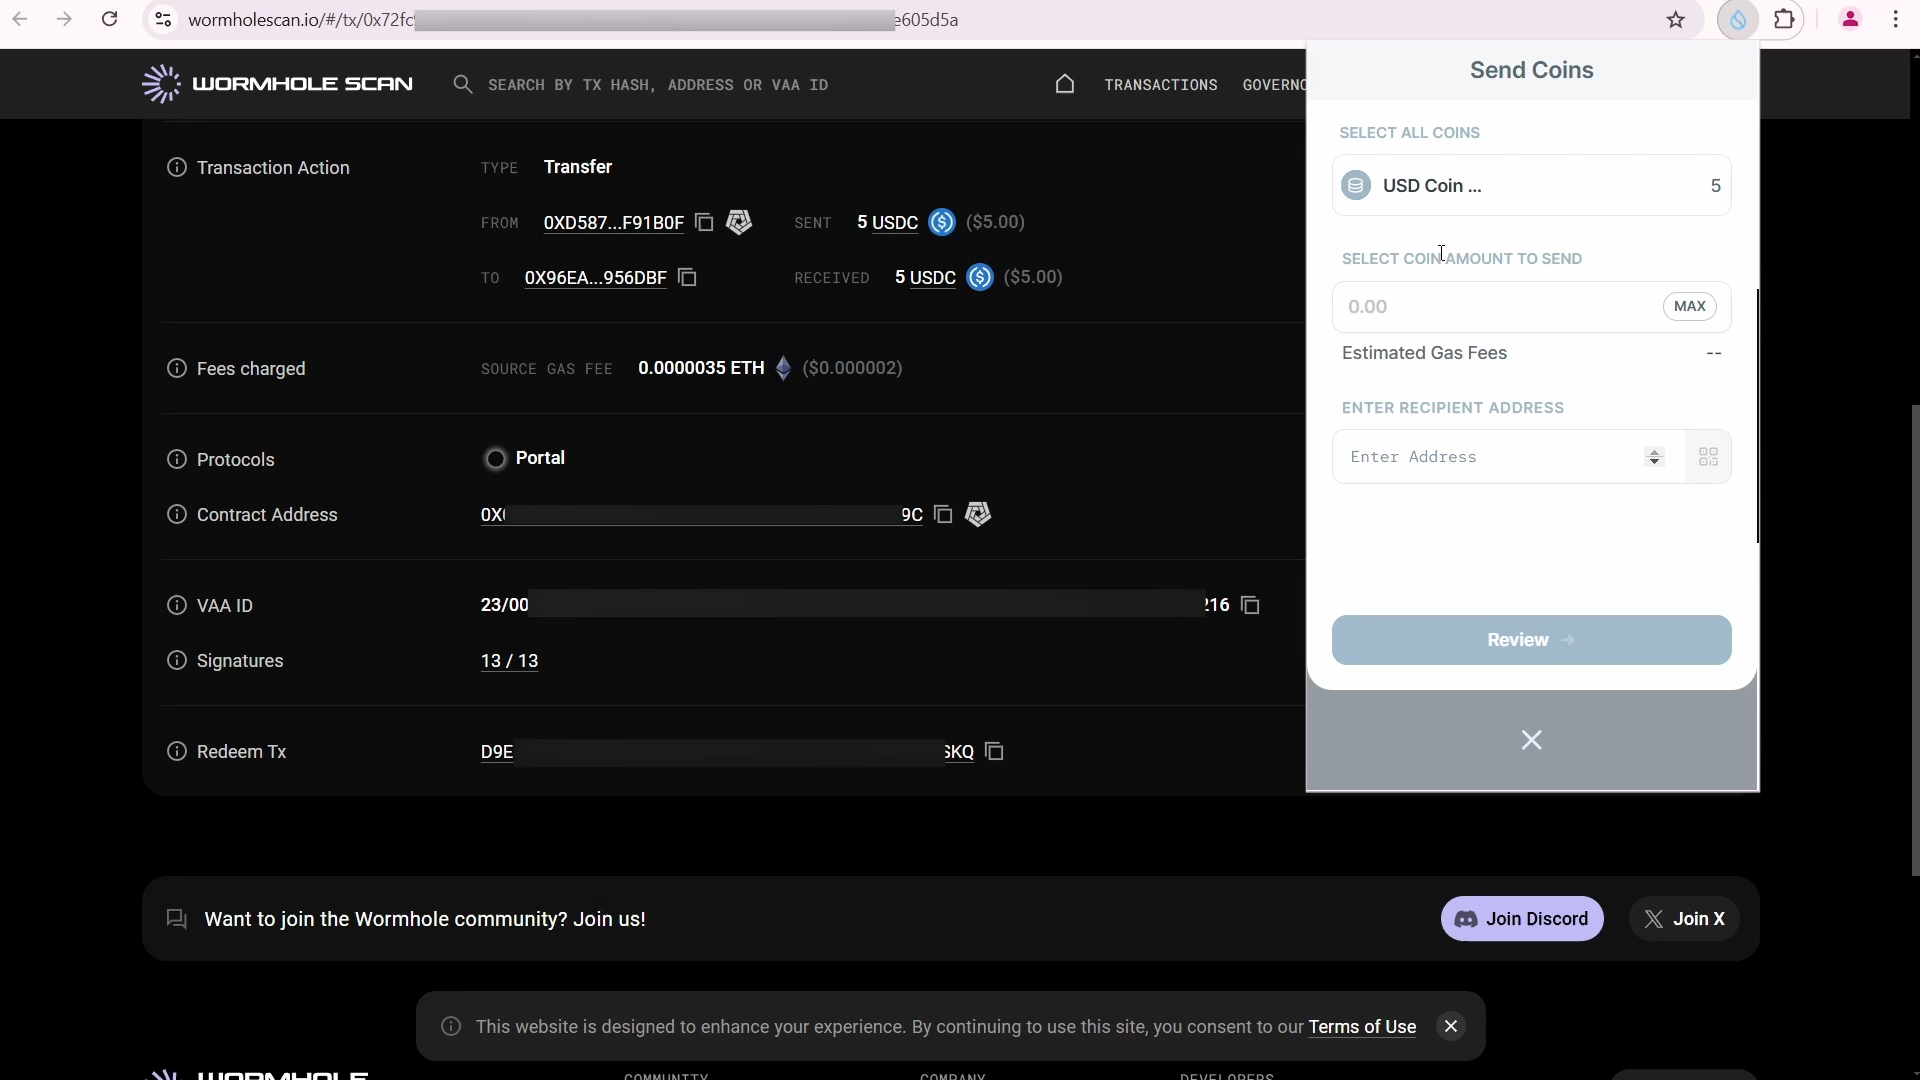 wormholescan.io/#/tx/0x72fc
e605d5a
WORMHOLE SCAN
SEARCH BY TX HASH, ADDRESS OR VAA ID
TRANSACTIONS
Transaction Action
TYPE Transfer
FROM 0XD587...F91B0F SENT 5 USDC ($5.00)
TO 0X96EA...956DBF RECEIVED 5 USDC ($5.00)
Fees charged
SOURCE GAS FEE 0.0000035 ETH ($0.000002)
Protocols
Portal
Contract Address
0X
9C
VAA ID
23/00
216
Signatures
13 / 13
Redeem Tx
D9E
SKQ
Send Coins
SELECT ALL COINS
USD Coin ... 5
SELECT COIN AMOUNT TO SEND
0.00 MAX
Estimated Gas Fees --
ENTER RECIPIENT ADDRESS
Enter Address
Review
Want to join the Wormhole community? Join us!
Join Discord
Join X
This website is designed to enhance your experience. By continuing to use this site, you consent to our Terms of Use
WORMHOLE
COMMUNITY
COMPANY
DEVELOPERS